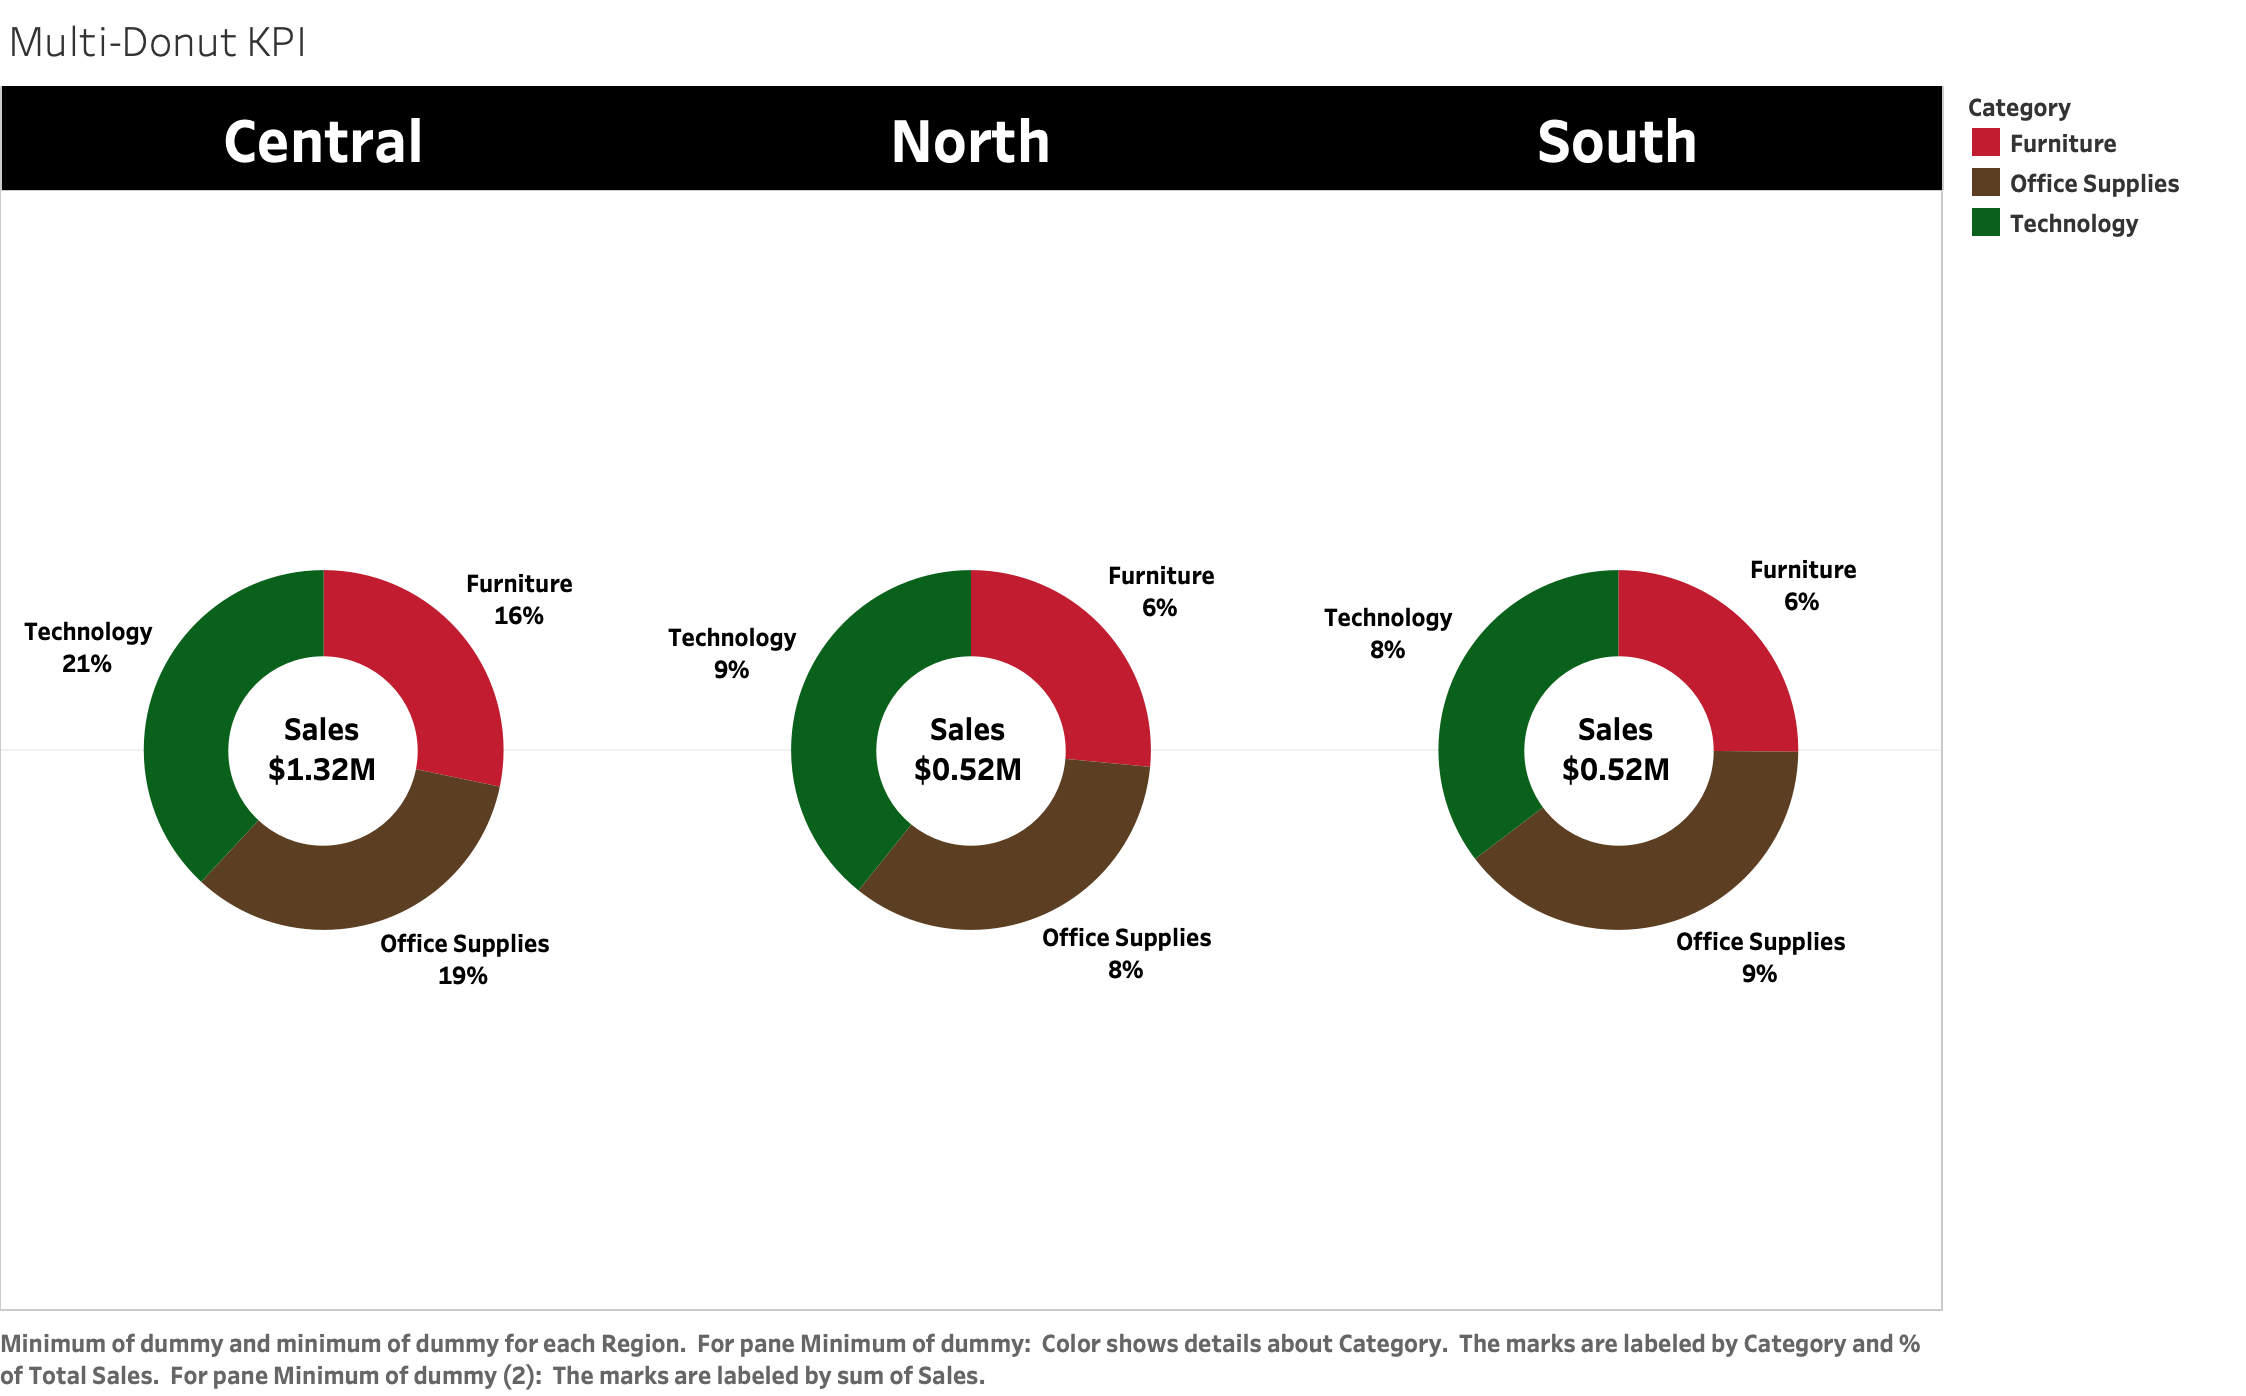 Multi-Donut KPI
Central
North
South
Category
Furniture
Office Supplies
Technology
Technology
21%
Furniture
16%
Sales
$1.32M
Office Supplies
19%
Technology
9%
Furniture
6%
Sales
$0.52M
Office Supplies
8%
Technology
8%
Furniture
6%
Sales
$0.52M
Office Supplies
9%
Minimum of dummy and minimum of dummy for each Region.  For pane Minimum of dummy:  Color shows details about Category.  The marks are labeled by Category and %
of Total Sales.  For pane Minimum of dummy (2):  The marks are labeled by sum of Sales.